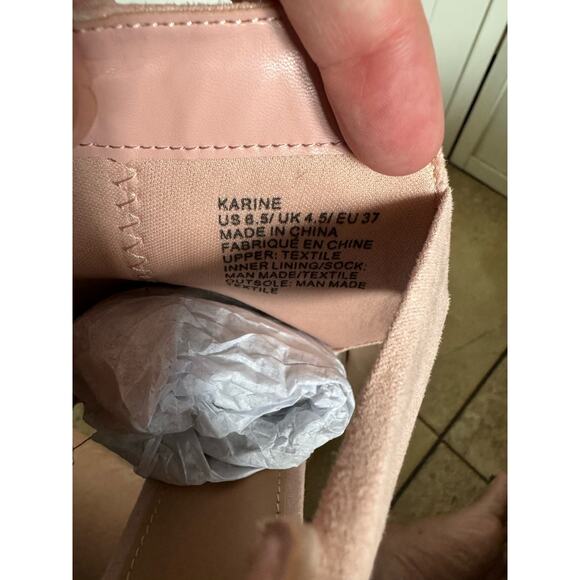 KARINE
US 6.5/ UK 4.5/ EU 37
MADE IN CHINA
FABRIQUÉ EN CHINE
UPPER: TEXTILE
INNER LINING/SOCK:
MAN MADE/TEXTILE
OUTSOLE: MAN MADE
TEXTILE